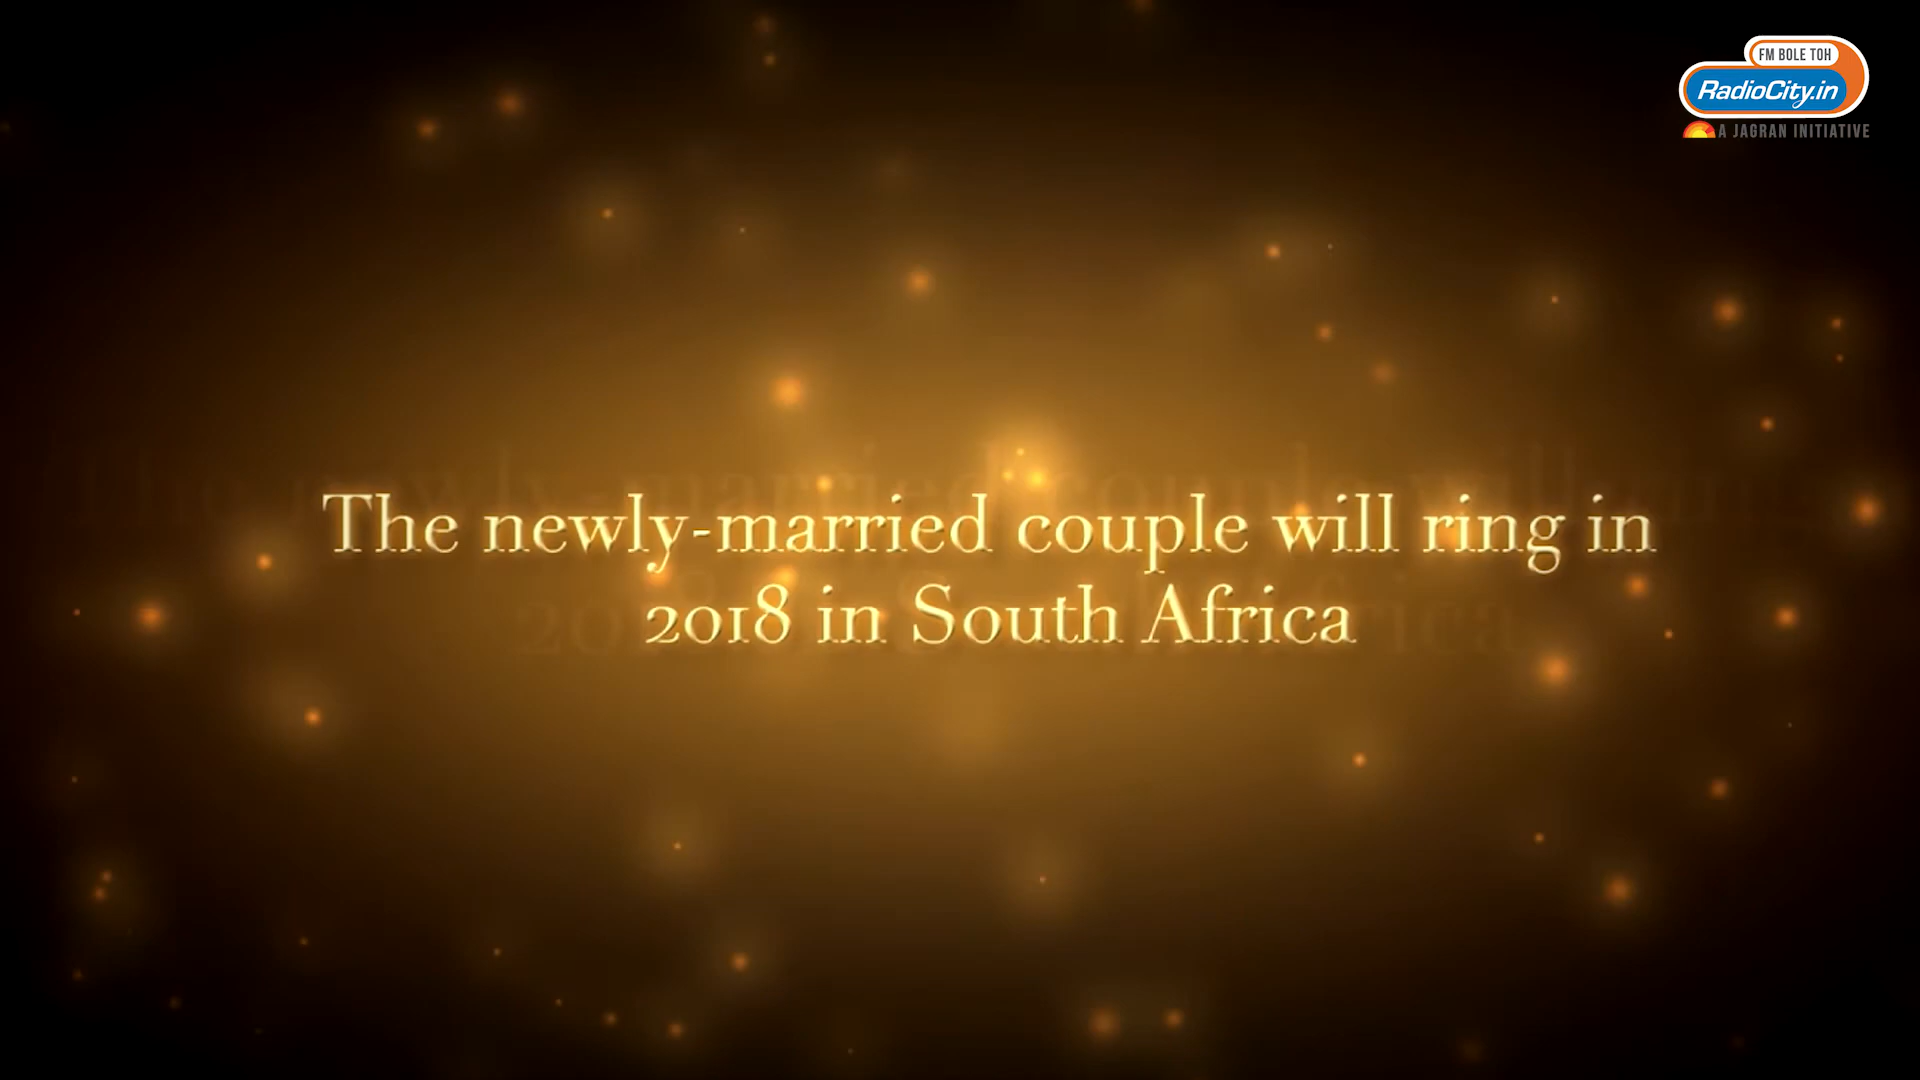 FM BOLE TOH
RadioCity.in
A JAGRAN INITIATIVE
The newly-married couple will ring in
2018 in South Africa